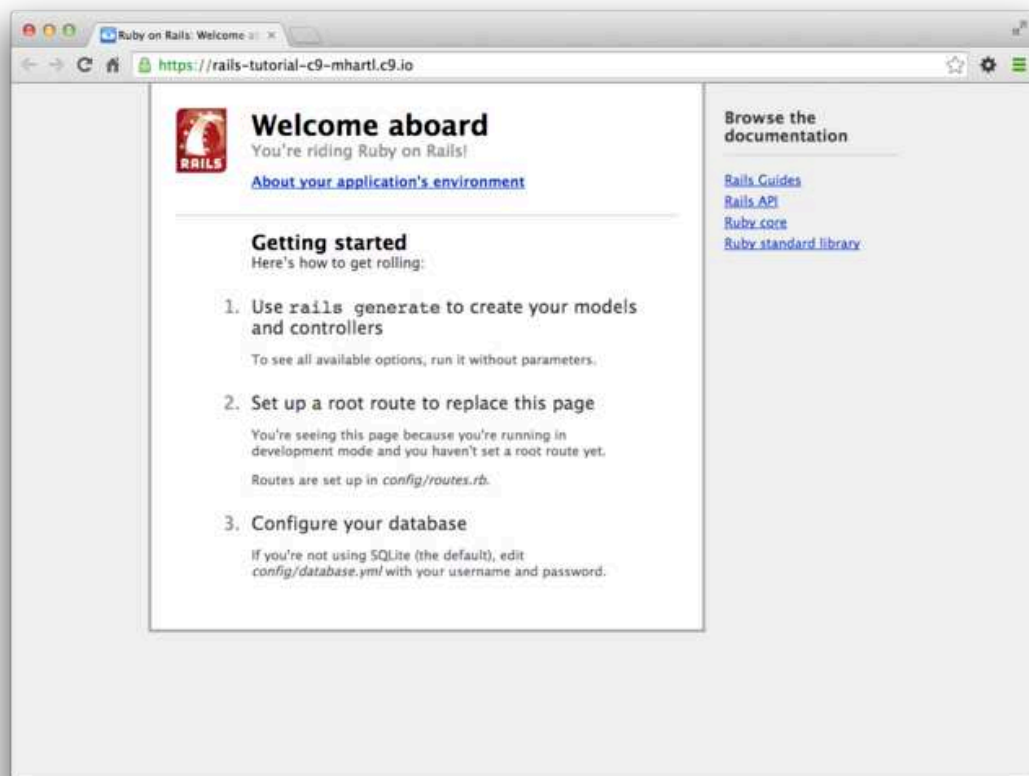 Ruby on Rails: Welcome a
https://rails-tutorial-c9-mhartl.c9.io
RAILS
Welcome aboard
You're riding Ruby on Rails!
About your application's environment
Getting started
Here's how to get rolling:
1. Use rails generate to create your models
and controllers
To see all available options, run it without parameters.
2. Set up a root route to replace this page
You're seeing this page because you're running in
development mode and you haven't set a root route yet.
Routes are set up in config/routes.rb.
3. Configure your database
If you're not using SQLite (the default), edit
config/database.yml with your username and password.
Browse the
documentation
Rails Guides
Rails API
Ruby core
Ruby standard library